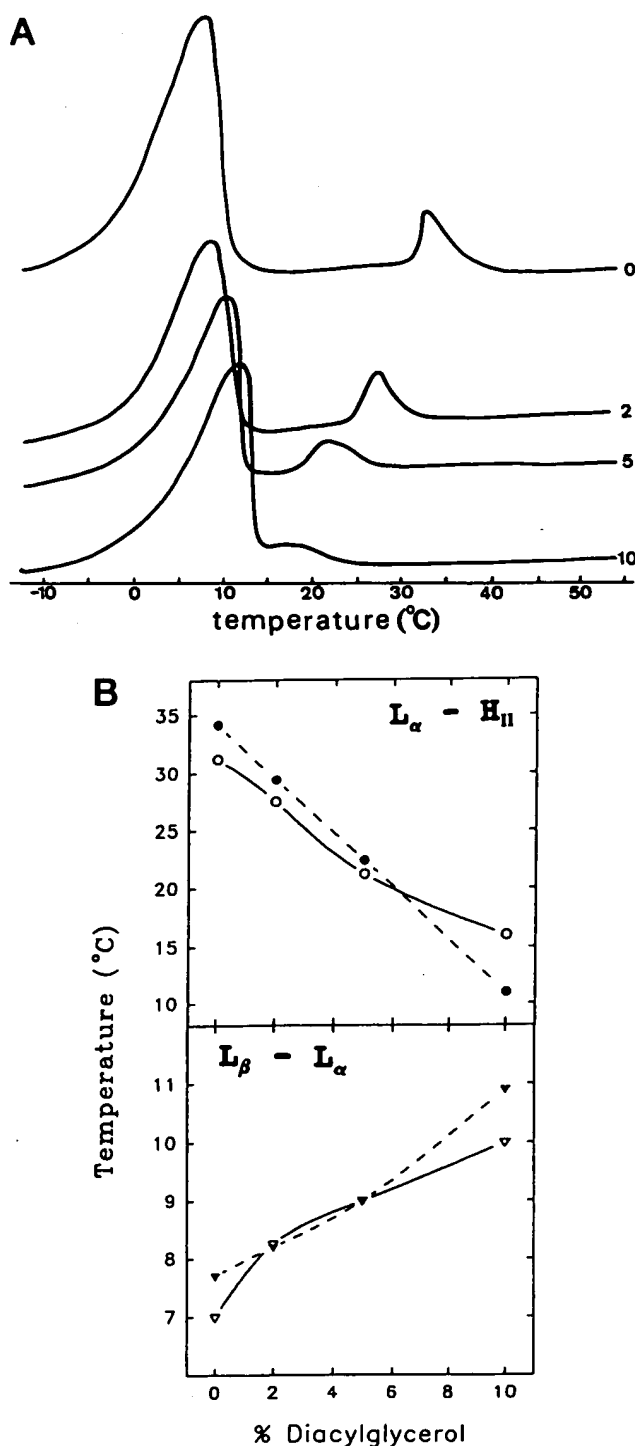 A
0
2
5
10
-10 0 10 20 30 40 50
temperature (°C)
B
Lα - HII
35
30
25
20
15
10
Temperature (°C)
Lβ - Lα
11
10
9
8
7
0 2 4 6 8 10
% Diacylglycerol